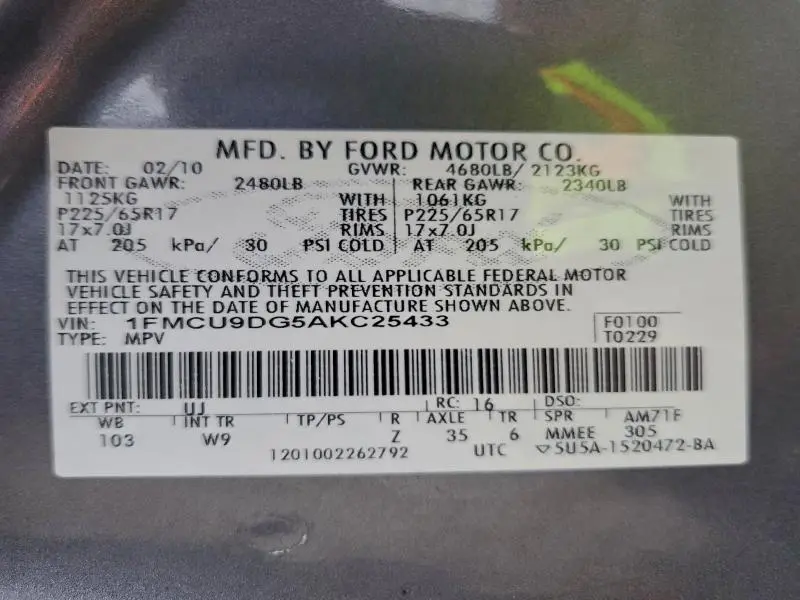 MFD. BY FORD MOTOR CO.
DATE: 02/10 GVWR: 4680LB/ 2123KG
FRONT GAWR: 2480LB REAR GAWR: 2340LB
1125KG WITH 1061KG WITH
P225/65R17 TIRES P225/65R17 TIRES
17x7.0J RIMS 17x7.0J RIMS
AT 205 kPa/ 30 PSI COLD AT 205 kPa/ 30 PSI COLD
THIS VEHICLE CONFORMS TO ALL APPLICABLE FEDERAL MOTOR
VEHICLE SAFETY AND THEFT PREVENTION STANDARDS IN
EFFECT ON THE DATE OF MANUFACTURE SHOWN ABOVE.
VIN: 1FMCU9DG5AKC25433 F0100
TYPE: MPV T0229
EXT PNT: UJ RC: 16 DSO:
WB INT TR TP/PS R AXLE TR SPR AM71E
103 W9 Z 35 6 MMEE 305
1201002262792 UTC ▽5U5A-1520472-BA